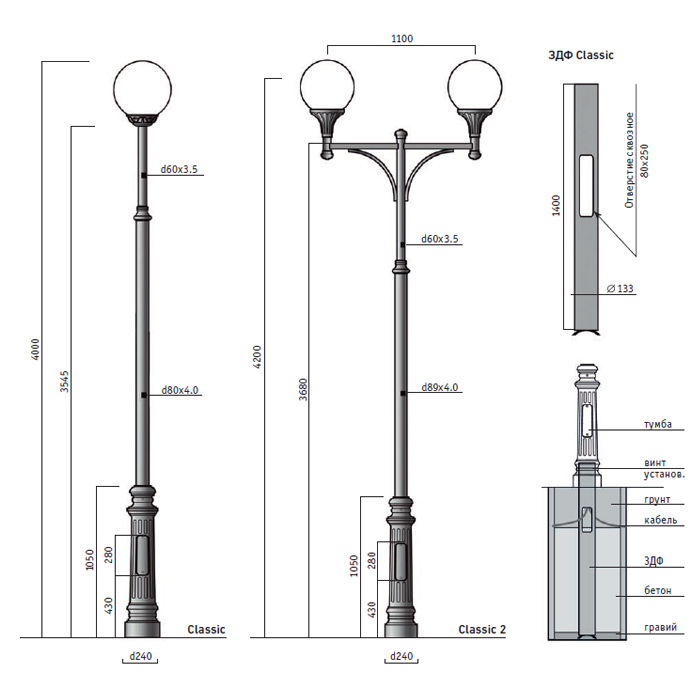 4000
3545
d60x3.5
d80x4.0
1050
280
430
Classic
d240
1100
4200
3680
d60x3.5
d89x4.0
1050
280
430
Classic 2
d240
ЗДФ Classic
1400
Отверстие сквозное
80x250
∅ 133
тумба
винт
установ.
грунт
кабель
ЗДФ
бетон
гравий